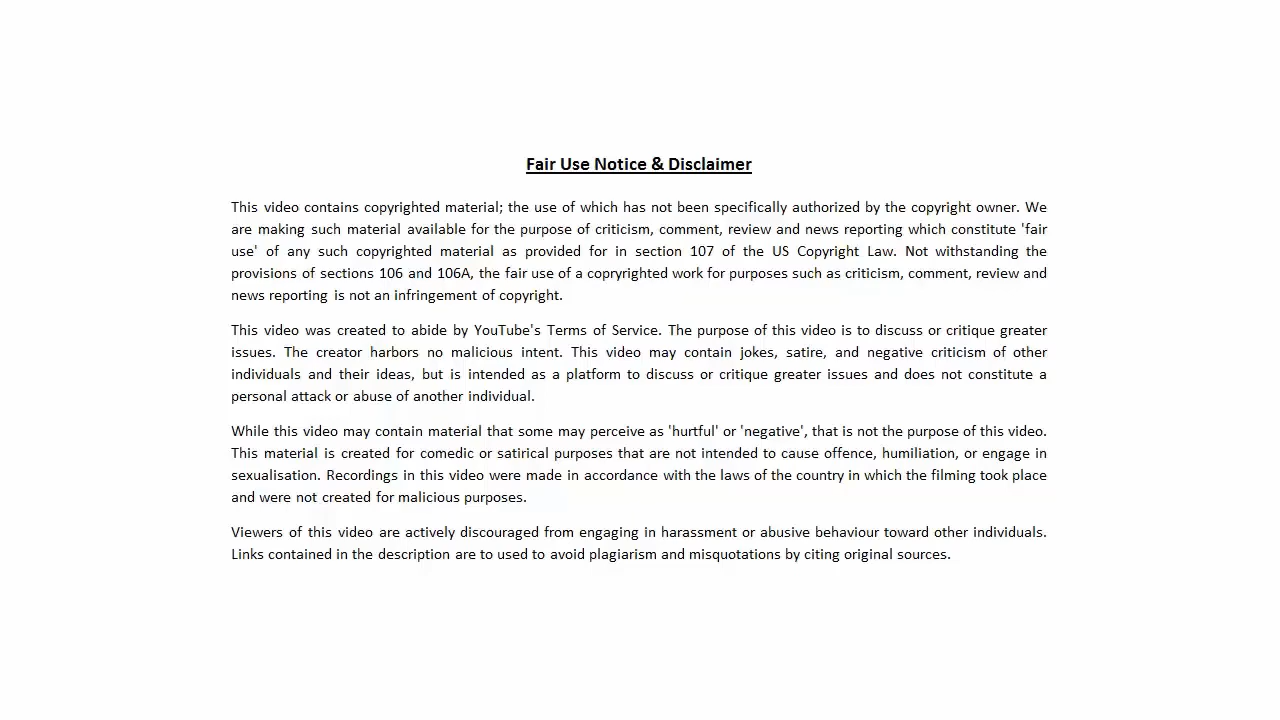 Fair Use Notice & Disclaimer
This video contains copyrighted material; the use of which has not been specifically authorized by the copyright owner. We
are making such material available for the purpose of criticism, comment, review and news reporting which constitute 'fair
use' of any such copyrighted material as provided for in section 107 of the US Copyright Law. Not withstanding the
provisions of sections 106 and 106A, the fair use of a copryrighted work for purposes such as criticism, comment, review and
news reporting is not an infringement of copyright.
This video was created to abide by YouTube's Terms of Service. The purpose of this video is to discuss or critique greater
issues. The creator harbors no malicious intent. This video may contain jokes, satire, and negative criticism of other
individuals and their ideas, but is intended as a platform to discuss or critique greater issues and does not constitute a
personal attack or abuse of another individual.
While this video may contain material that some may perceive as 'hurtful' or 'negative', that is not the purpose of this video.
This material is created for comedic or satirical purposes that are not intended to cause offence, humiliation, or engage in
sexualisation. Recordings in this video were made in accordance with the laws of the country in which the filming took place
and were not created for malicious purposes.
Viewers of this video are actively discouraged from engaging in harassment or abusive behaviour toward other individuals.
Links contained in the description are to used to avoid plagiarism and misquotations by citing original sources.